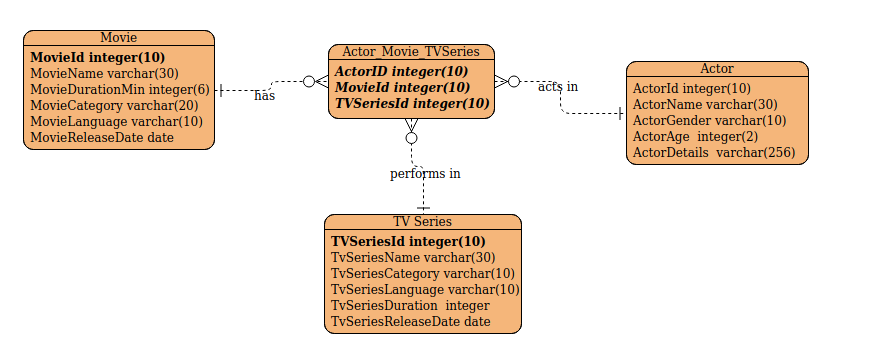 Movie
MovieId integer(10)
MovieName varchar(30)
MovieDurationMin integer(6)
MovieCategory varchar(20)
MovieLanguage varchar(10)
MovieReleaseDate date
has
Actor_Movie_TVSeries
ActorID integer(10)
MovieId integer(10)
TVSeriesId integer(10)
acts in
Actor
ActorId integer(10)
ActorName varchar(30)
ActorGender varchar(10)
ActorAge integer(2)
ActorDetails varchar(256)
performs in
TV Series
TVSeriesId integer(10)
TvSeriesName varchar(30)
TvSeriesCategory varchar(10)
TvSeriesLanguage varchar(10)
TvSeriesDuration integer
TvSeriesReleaseDate date